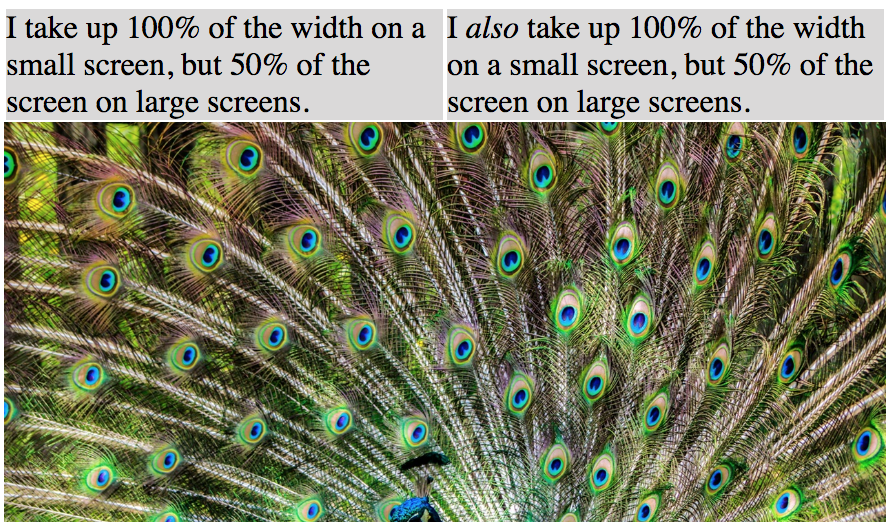 I take up 100% of the width on a
small screen, but 50% of the
screen on large screens.
I also take up 100% of the width
on a small screen, but 50% of the
screen on large screens.